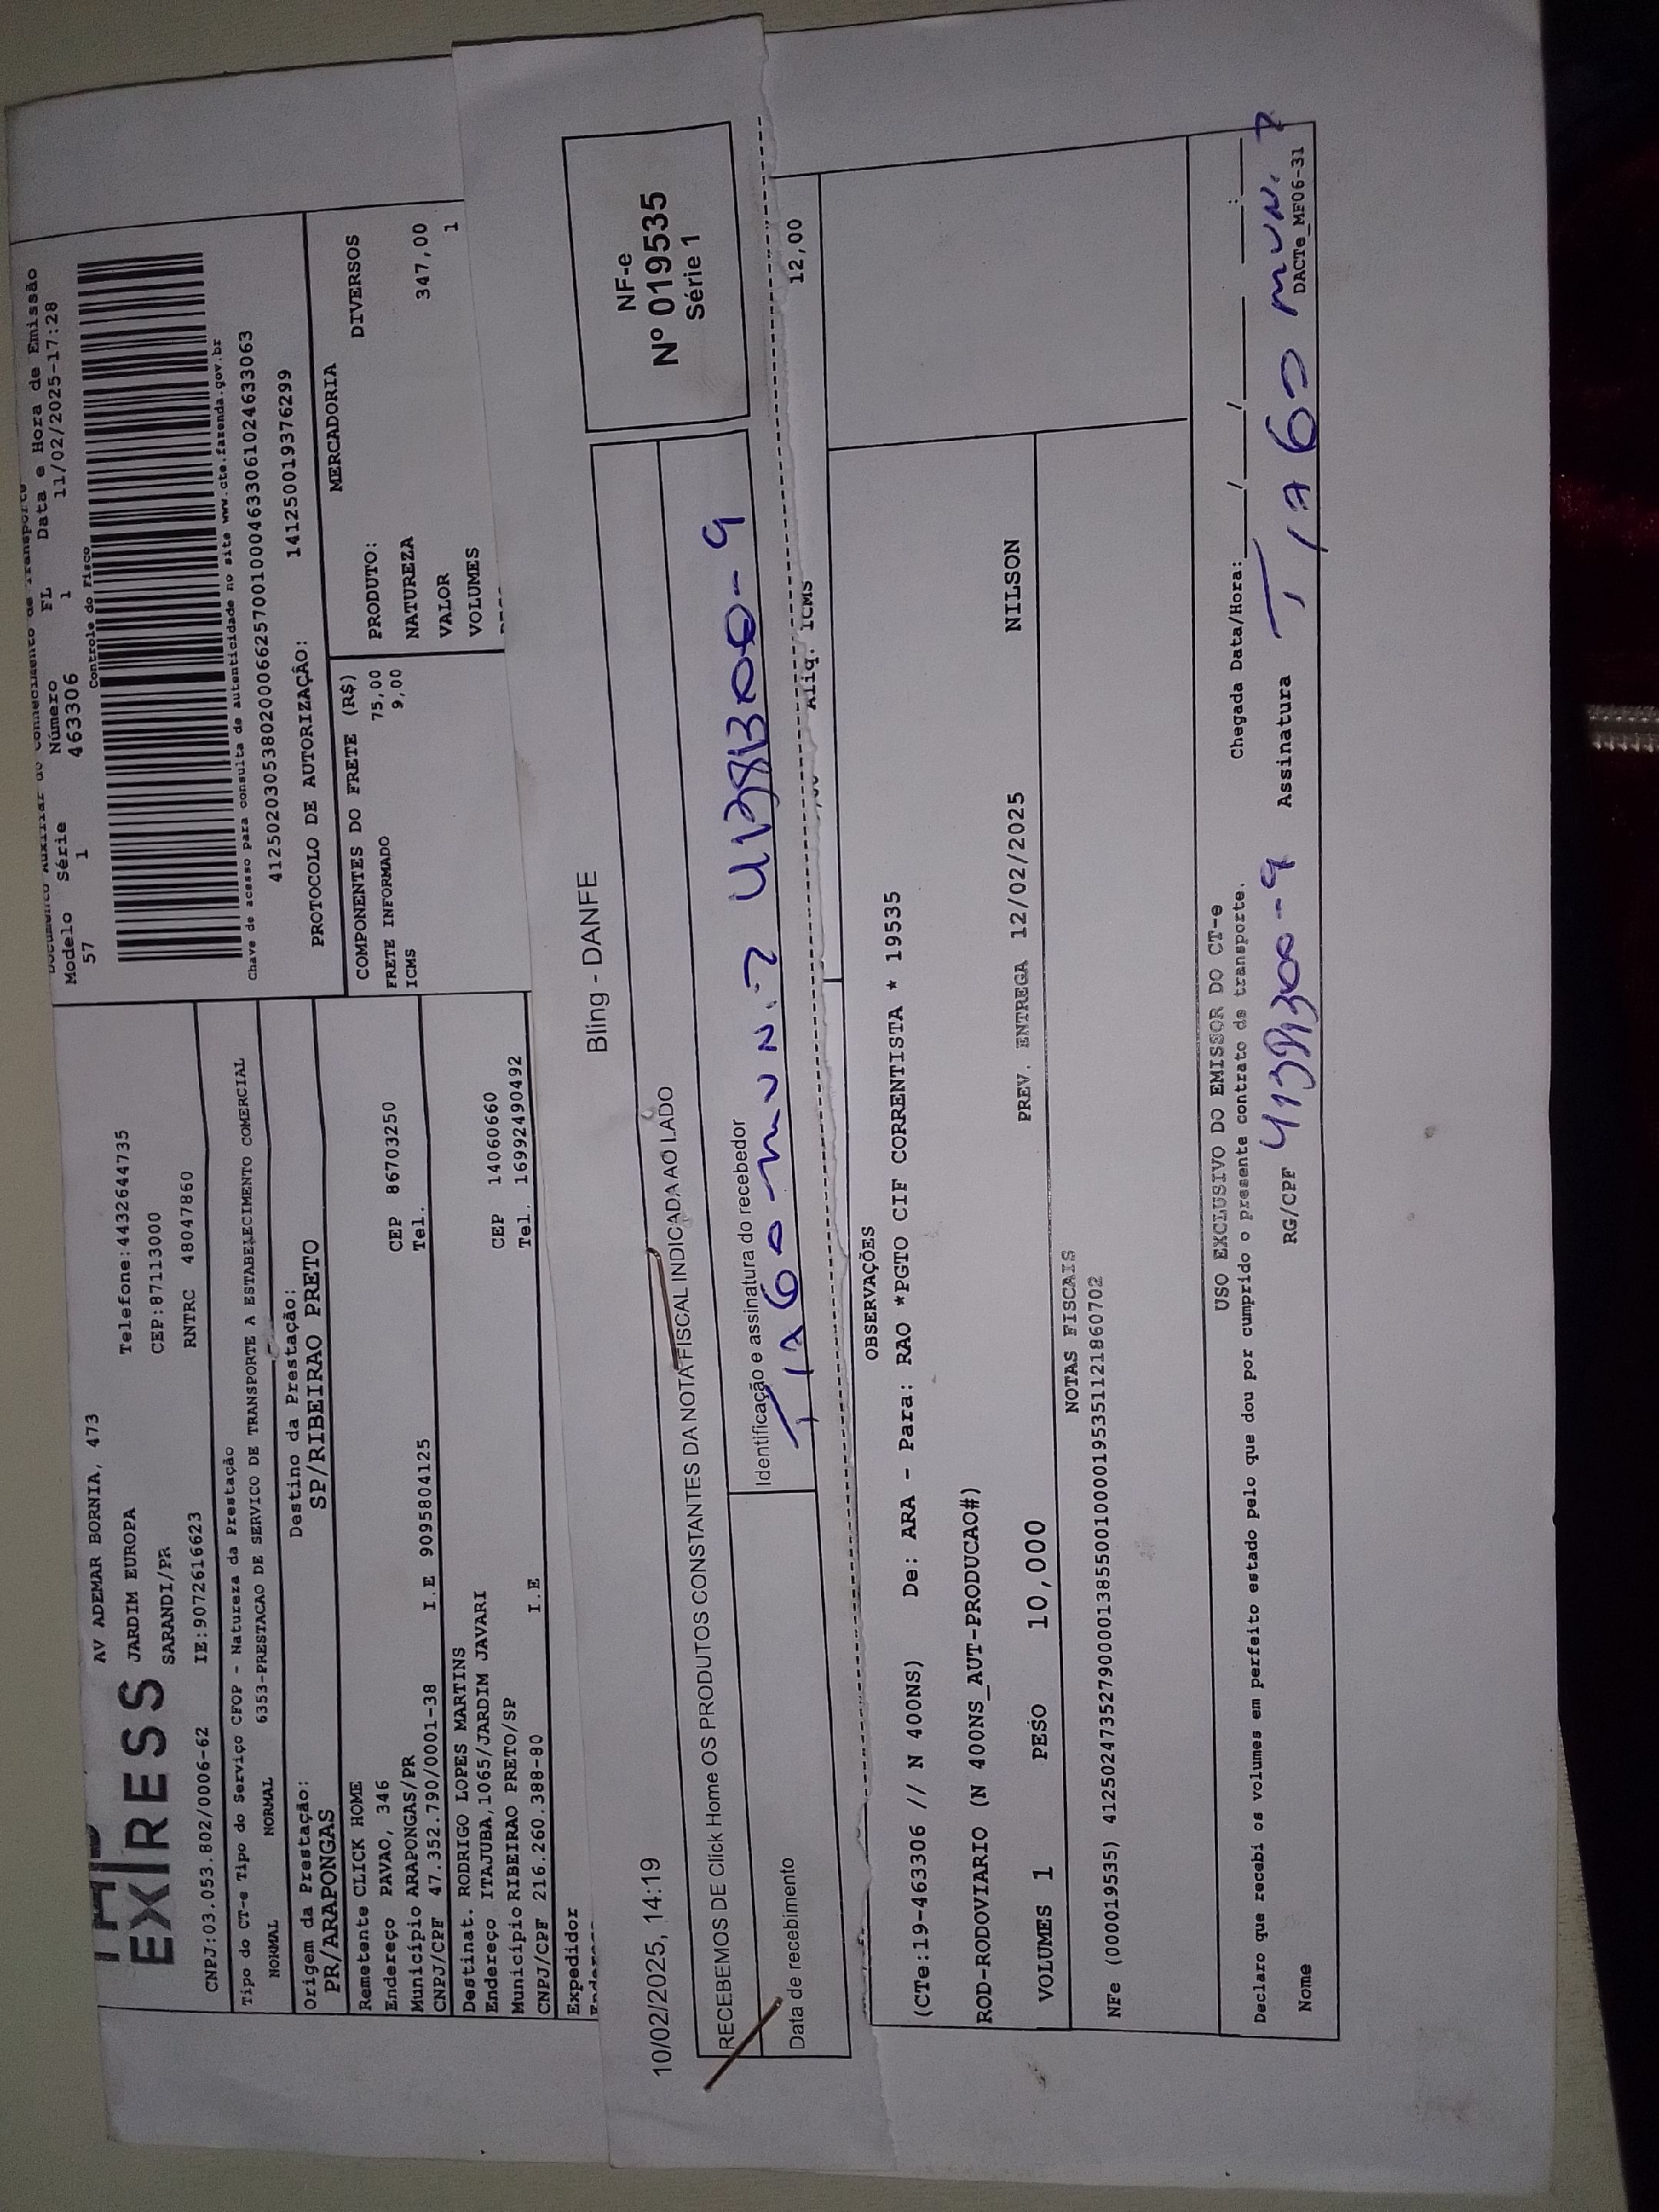 EXPRESS
AV ADEMAR BORNIA, 473
JARDIM EUROPA
SARANDI/PR
Telefone:4432644735
CEP:87113000
CNPJ:03.053.802/0006-62 IE:9072616623 RNTRC 48047860
Documento Auxiliar do Conhecimento de Transporte
Modelo Série Número FL Data e Hora de Emissão
57 1 463306 1 11/02/2025-17:28
Controle do Fisco
Chave de acesso para consulta de autenticidade no site www.cte.fazenda.gov.br
41250203053802000662570010004633061024633063
PROTOCOLO DE AUTORIZAÇÃO: 141250019376299
Tipo do CT-e Tipo do Serviço CFOP - Natureza da Prestação
NORMAL NORMAL 6353-PRESTACAO DE SERVICO DE TRANSPORTE A ESTABELECIMENTO COMERCIAL
Origem da Prestação: Destino da Prestação:
PR/ARAPONGAS SP/RIBEIRAO PRETO
COMPONENTES DO FRETE (R$)
FRETE INFORMADO 75,00
ICMS 9,00
MERCADORIA
PRODUTO: DIVERSOS
NATUREZA
VALOR 347,00
VOLUMES 1
Remetente CLICK HOME
Endereço PAVAO, 346 CEP 86703250
Município ARAPONGAS/PR Tel.
CNPJ/CPF 47.352.790/0001-38 I.E 9095804125
Destinat. RODRIGO LOPES MARTINS
Endereço ITAJUBA,1065/JARDIM JAVARI CEP 14060660
Município RIBEIRAO PRETO/SP Tel. 16992490492
CNPJ/CPF 216.260.388-80 I.E
Expedidor
10/02/2025, 14:19 Bling - DANFE
RECEBEMOS DE Click Home OS PRODUTOS CONSTANTES DA NOTA FISCAL INDICADA AO LADO
NF-e
Nº 019535
Série 1
Data de recebimento Identificação e assinatura do recebedor
Aliq. ICMS 12,00
OBSERVAÇÕES
(CTe:19-463306 // N 400NS) De: ARA - Para: RAO *PGTO CIF CORRENTISTA * 19535
ROD-RODOVIARIO (N 400NS_AUT-PRODUCAO#)
VOLUMES 1 PESO 10,000 PREV. ENTREGA 12/02/2025 NILSON
NOTAS FISCAIS
NFe (000019535) 41250247352790000138550010000195351121860702
USO EXCLUSIVO DO EMISSOR DO CT-e
Declaro que recebi os volumes em perfeito estado pelo que dou por cumprido o presente contrato de transporte. Chegada Data/Hora:____/____/____ ___:___
Nome RG/CPF Assinatura
DACTe_MF06-31